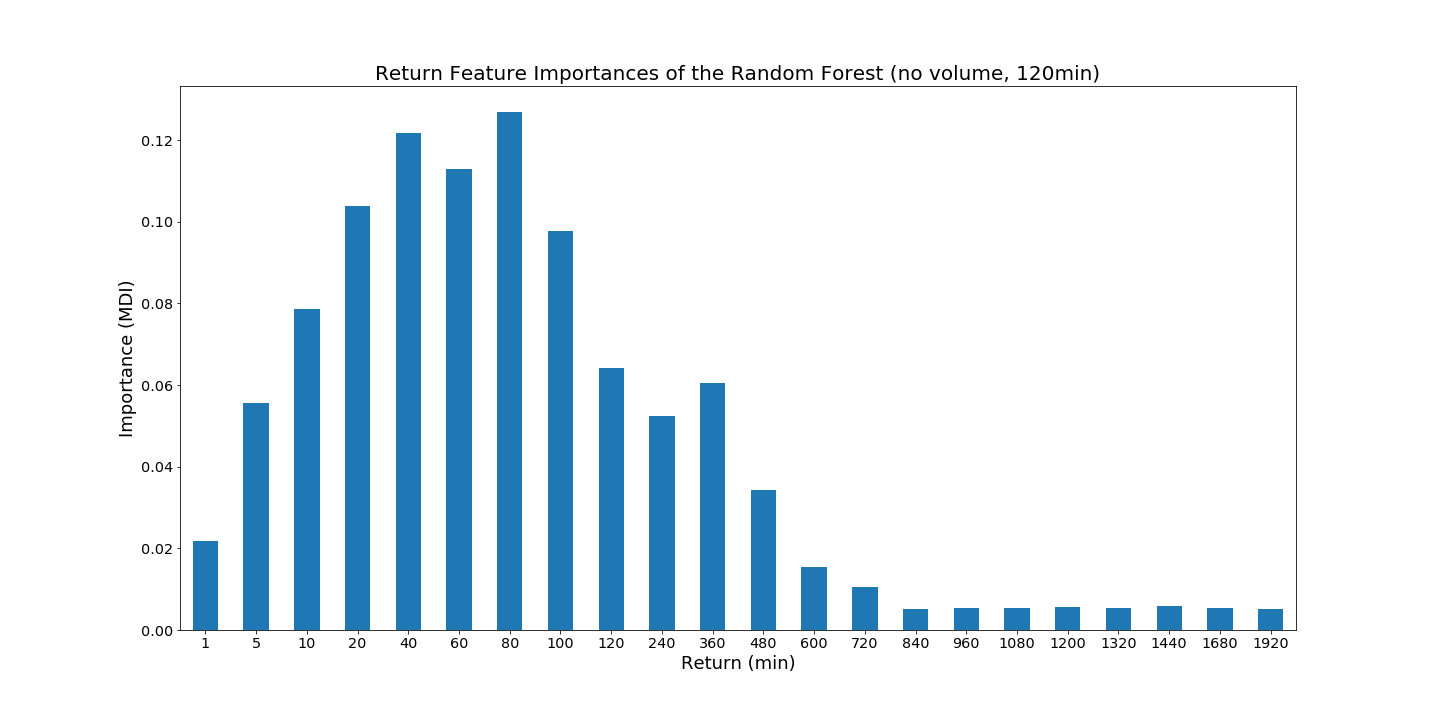 Return Feature Importances of the Random Forest (no volume, 120min)
Importance (MDI)
0.12
0.10
0.08
0.06
0.04
0.02
0.00
1 5 10 20 40 60 80 100 120 240 360 480 600 720 840 960 1080 1200 1320 1440 1680 1920
Return (min)